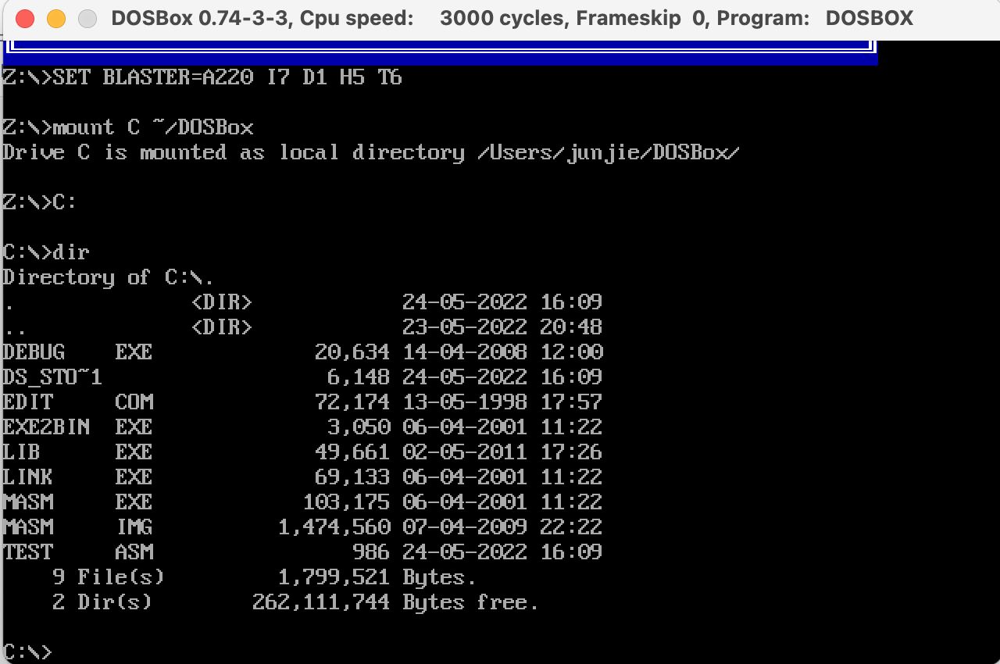 DOSBox 0.74-3-3, Cpu speed:    3000 cycles, Frameskip  0, Program:   DOSBOX
Z:\>SET BLASTER=A220 I7 D1 H5 T6
Z:\>mount C ~/DOSBox
Drive C is mounted as local directory /Users/junjie/DOSBox/
Z:\>C:
C:\>dir
Directory of C:\.
.              <DIR>            24-05-2022 16:09
..             <DIR>            23-05-2022 20:48
DEBUG    EXE             20,634 14-04-2008 12:00
DS_STO~1                  6,148 24-05-2022 16:09
EDIT     COM             72,174 13-05-1998 17:57
EXE2BIN  EXE              3,050 06-04-2001 11:22
LIB      EXE             49,661 02-05-2011 17:26
LINK     EXE             69,133 06-04-2001 11:22
MASM     EXE            103,175 06-04-2001 11:22
MASM     IMG          1,474,560 07-04-2009 22:22
TEST     ASM                986 24-05-2022 16:09
    9 File(s)         1,799,521 Bytes.
    2 Dir(s)        262,111,744 Bytes free.
C:\>